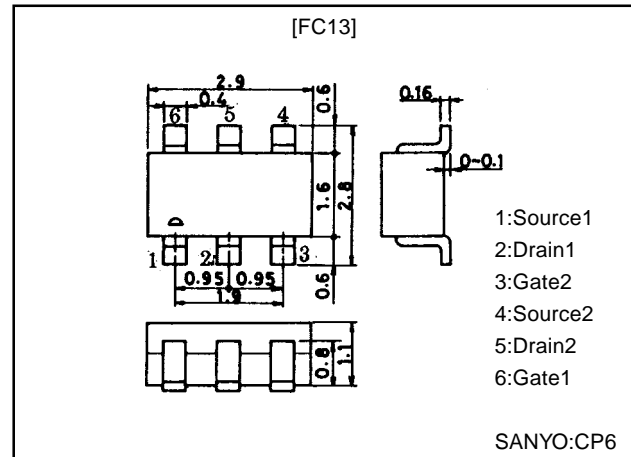 [FC13]
2.9
0.4
0.6
0.16
6 5 4
0~0.1
1.6
2.8
1 2 3
0.95 0.95
1.9
0.6
0.8
1.1
1:Source1
2:Drain1
3:Gate2
4:Source2
5:Drain2
6:Gate1
SANYO:CP6